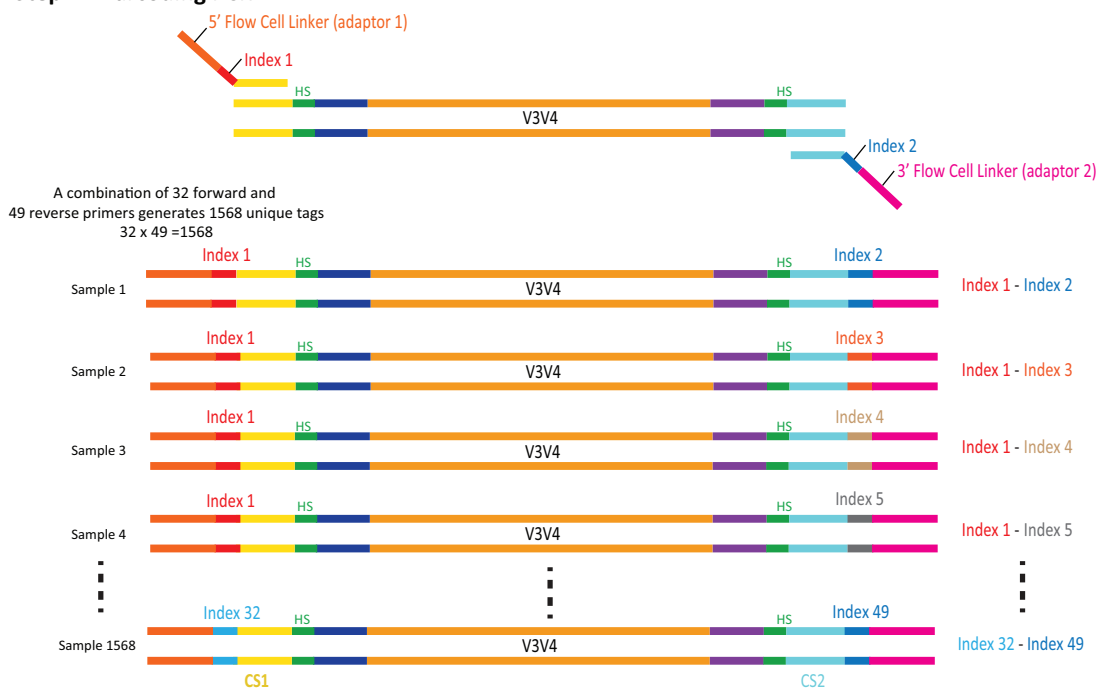 5' Flow Cell Linker (adaptor 1)
Index 1
HS
HS
V3V4
Index 2
3' Flow Cell Linker (adaptor 2)
A combination of 32 forward and
49 reverse primers generates 1568 unique tags
32 x 49 =1568
Index 1
HS
HS
Index 2
Sample 1
V3V4
Index 1 - Index 2
Index 1
HS
HS
Index 3
Sample 2
V3V4
Index 1 - Index 3
Index 1
HS
HS
Index 4
Sample 3
V3V4
Index 1 - Index 4
Index 1
HS
HS
Index 5
Sample 4
V3V4
Index 1 - Index 5
Index 32
HS
HS
Index 49
Sample 1568
V3V4
Index 32 - Index 49
CS1
CS2